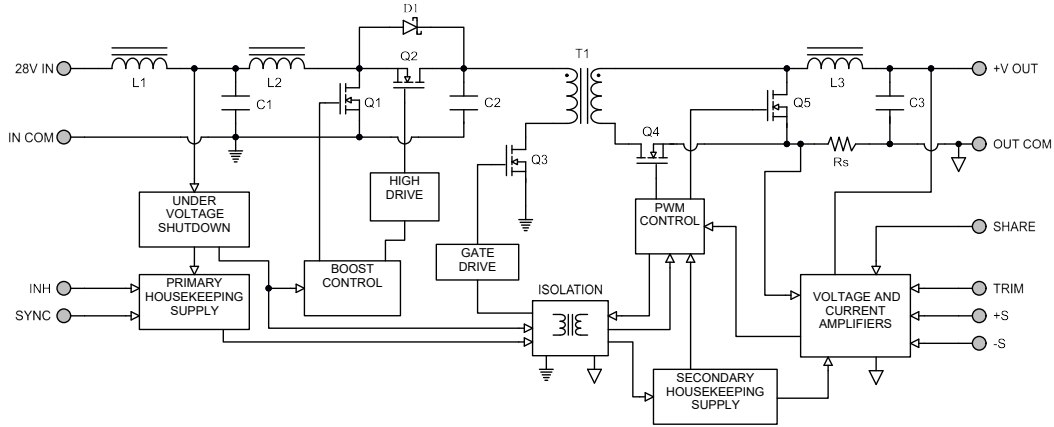 D1
Q2
T1
28V IN
L1
L2
L3
+V OUT
C1
Q1
C2
Q5
C3
IN COM
Q4
OUT COM
Q3
Rs
HIGH
DRIVE
UNDER
VOLTAGE
SHUTDOWN
PWM
CONTROL
SHARE
GATE
DRIVE
BOOST
CONTROL
PRIMARY
HOUSEKEEPING
SUPPLY
INH
SYNC
ISOLATION
VOLTAGE AND
CURRENT
AMPLIFIERS
TRIM
+S
-S
SECONDARY
HOUSEKEEPING
SUPPLY